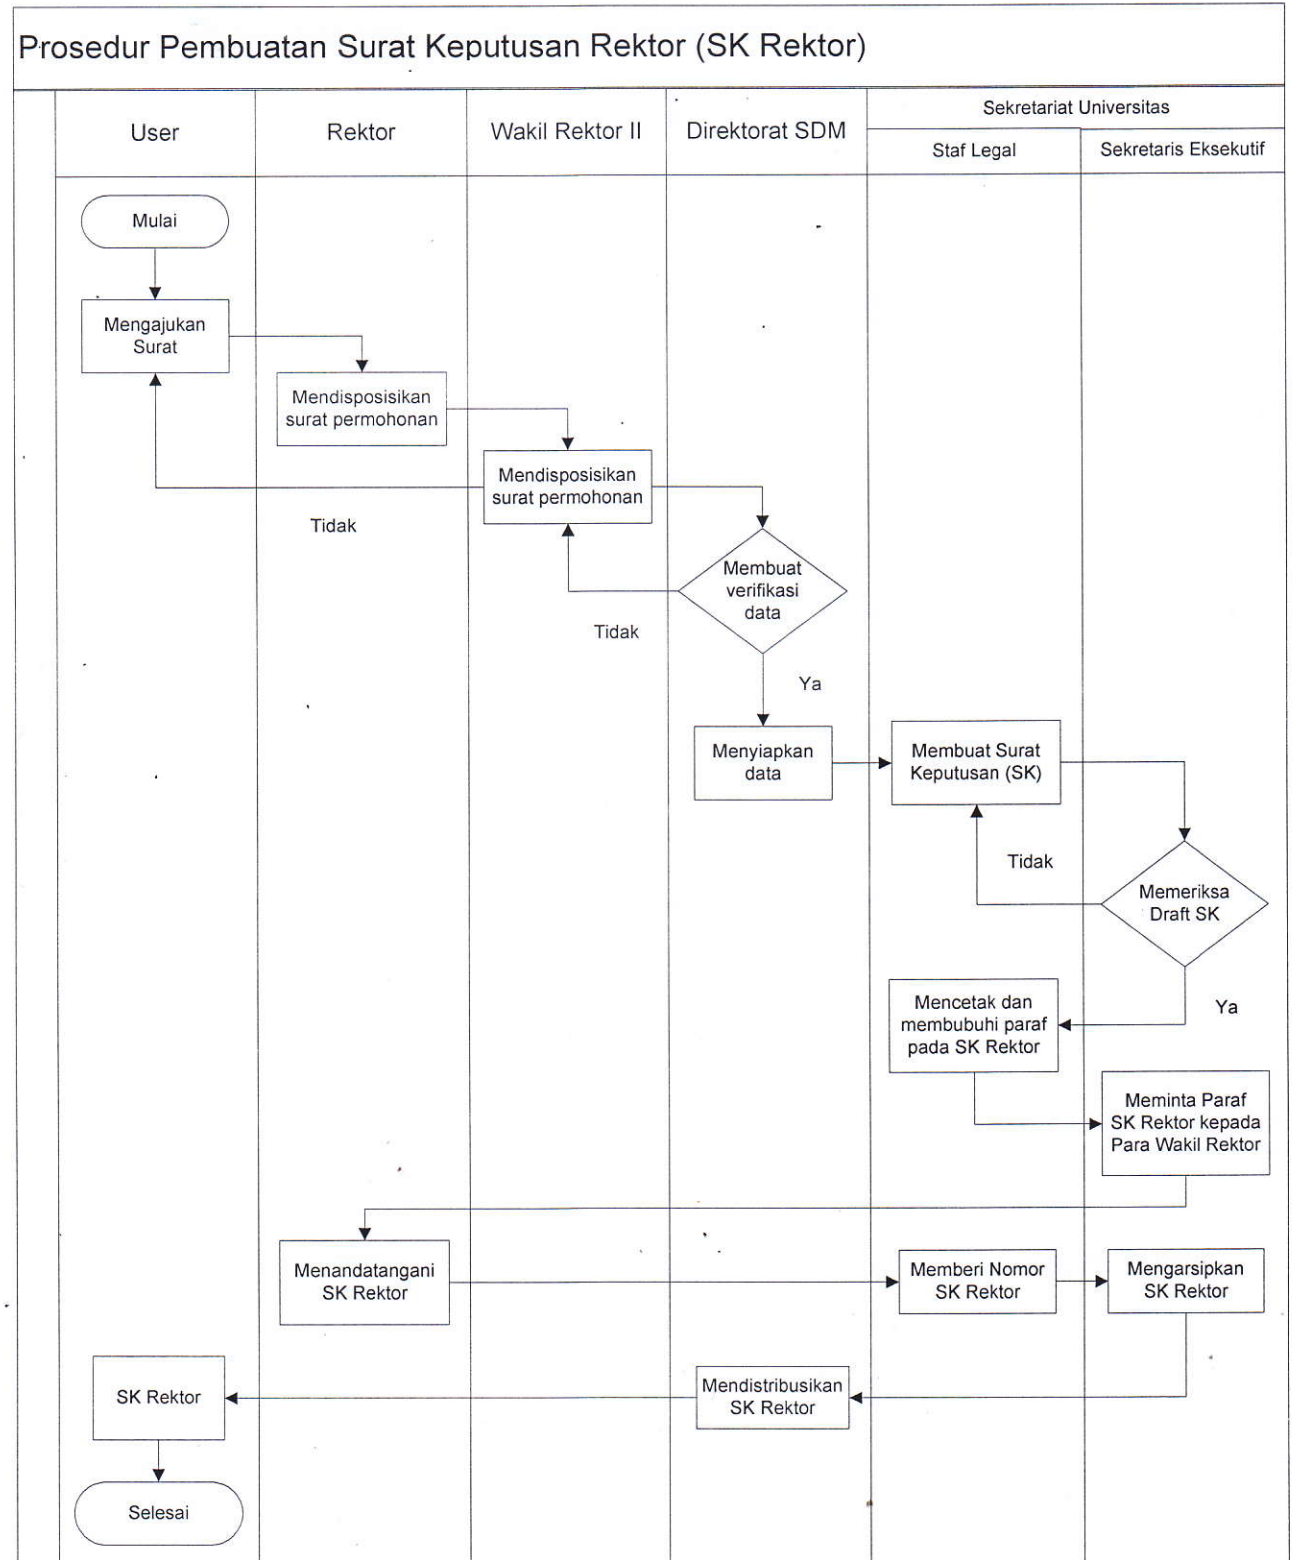 Prosedur Pembuatan Surat Keputusan Rektor (SK Rektor)
User
Rektor
Wakil Rektor II
Direktorat SDM
Sekretariat Universitas
Staf Legal
Sekretaris Eksekutif
Mulai
Mengajukan
Surat
Mendisposisikan
surat permohonan
Mendisposisikan
surat permohonan
Tidak
Membuat
verifikasi
data
Tidak
Ya
Menyiapkan
data
Membuat Surat
Keputusan (SK)
Tidak
Memeriksa
Draft SK
Ya
Mencetak dan
membubuhi paraf
pada SK Rektor
Meminta Paraf
SK Rektor kepada
Para Wakil Rektor
Menandatangani
SK Rektor
Memberi Nomor
SK Rektor
Mengarsipkan
SK Rektor
Mendistribusikan
SK Rektor
SK Rektor
Selesai